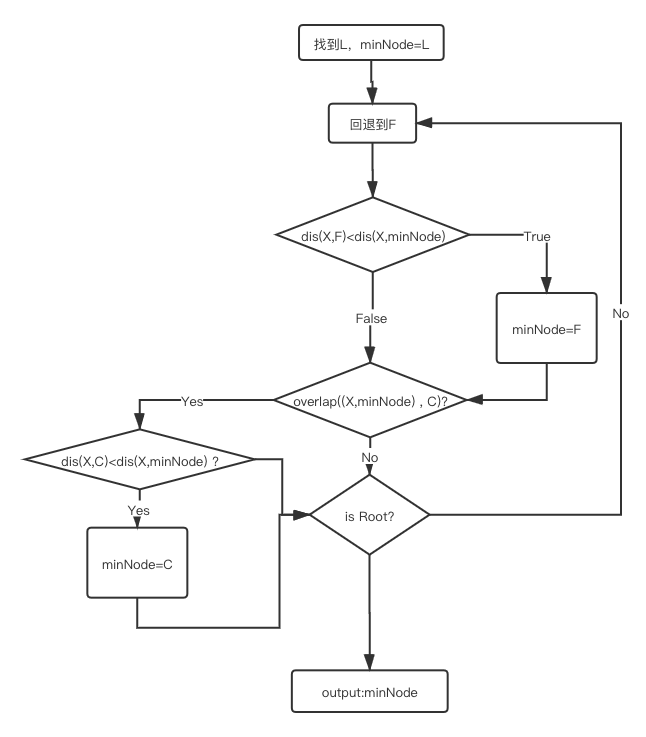 找到L，minNode=L
回退到F
dis(X,F)<dis(X,minNode)
True
minNode=F
False
No
overlap((X,minNode) , C)?
Yes
dis(X,C)<dis(X,minNode) ?
No
Yes
is Root?
minNode=C
output:minNode